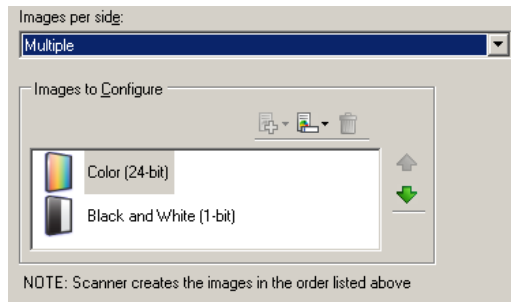 Images per side:
Multiple
Images to Configure
Color (24-bit)
Black and White (1-bit)
NOTE: Scanner creates the images in the order listed above